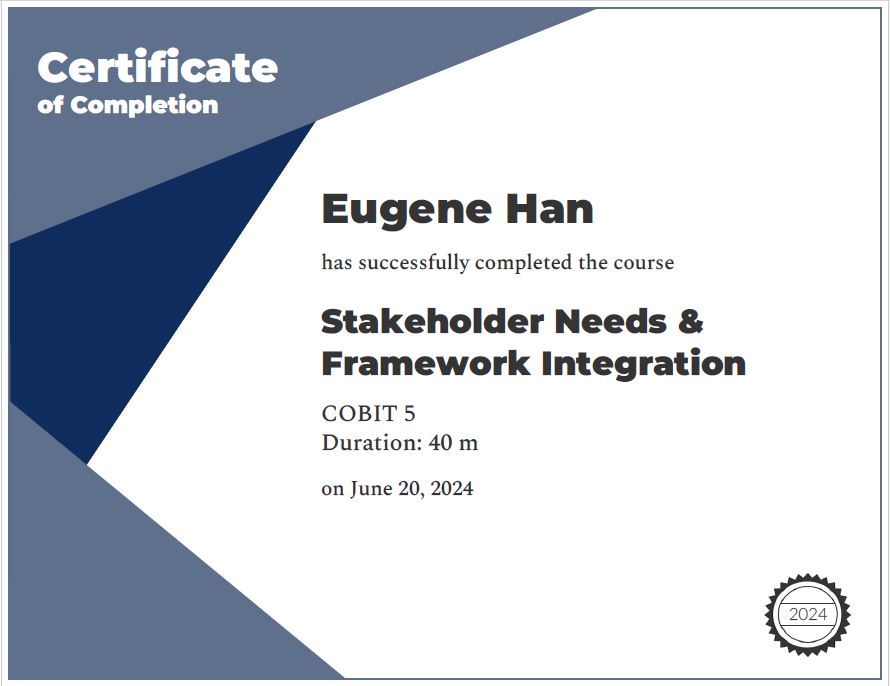 Certificate
of Completion
Eugene Han
has successfully completed the course
Stakeholder Needs &
Framework Integration
COBIT 5
Duration: 40 m
on June 20, 2024
2024